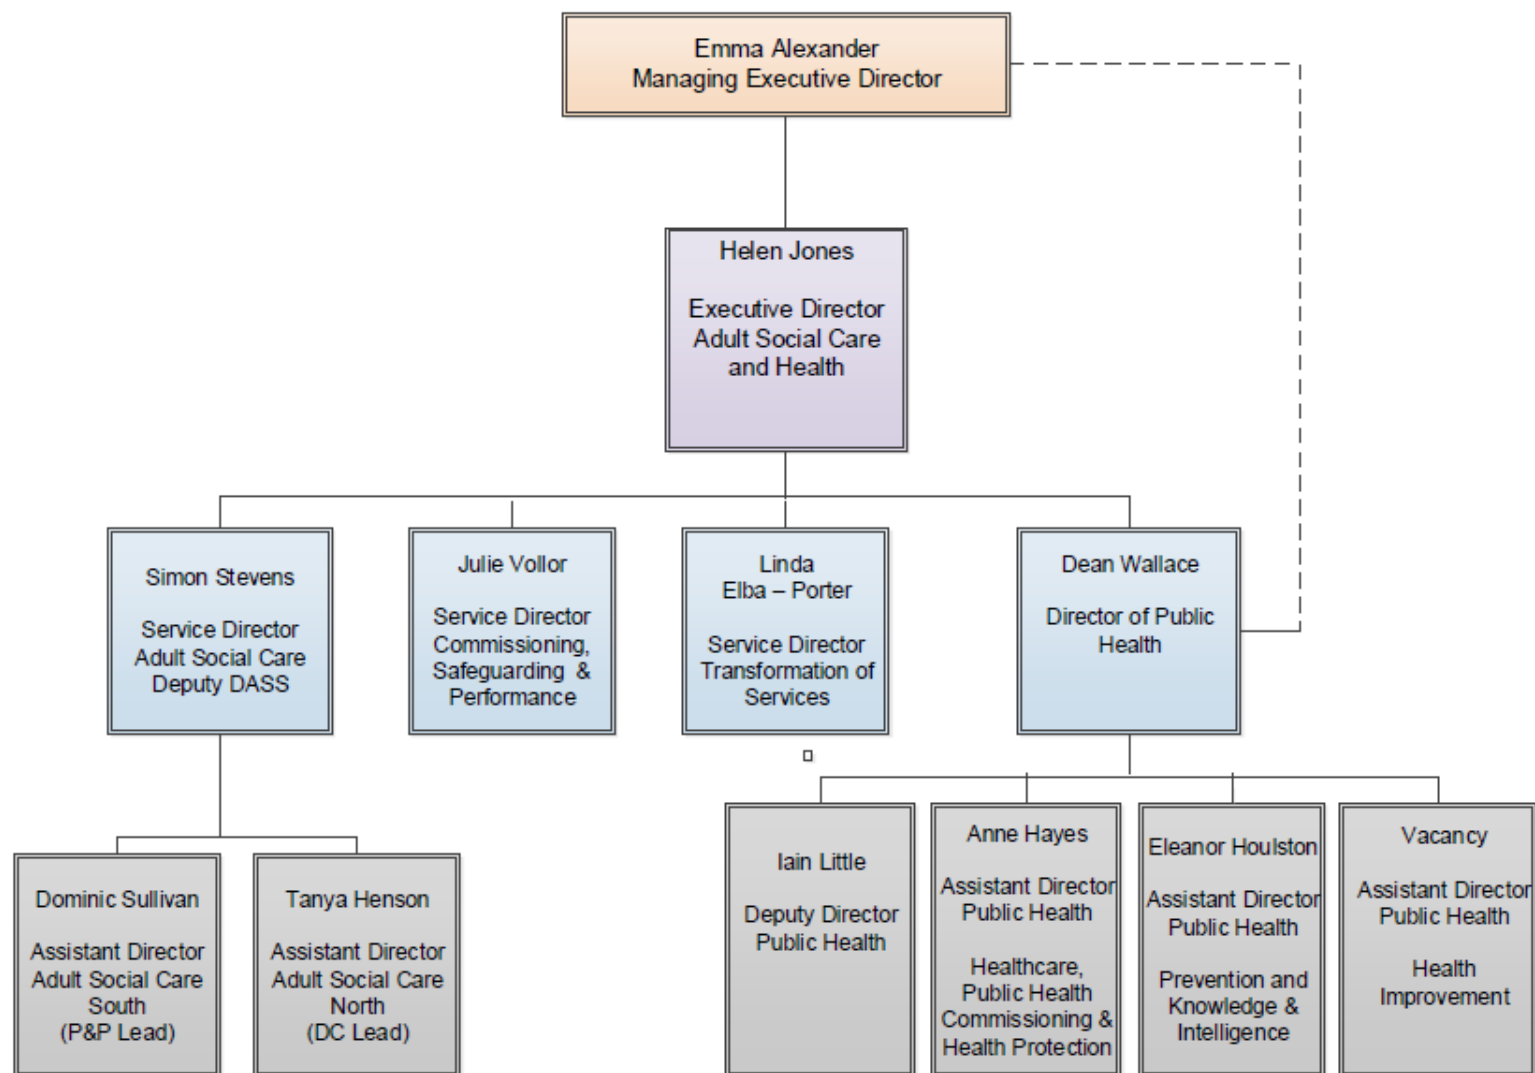 Emma Alexander
Managing Executive Director
Helen Jones
Executive Director
Adult Social Care
and Health
Simon Stevens
Service Director
Adult Social Care
Deputy DASS
Julie Vollor
Service Director
Commissioning,
Safeguarding &
Performance
Linda
Elba – Porter
Service Director
Transformation of
Services
Dean Wallace
Director of Public
Health
Dominic Sullivan
Assistant Director
Adult Social Care
South
(P&P Lead)
Tanya Henson
Assistant Director
Adult Social Care
North
(DC Lead)
Iain Little
Deputy Director
Public Health
Anne Hayes
Assistant Director
Public Health
Healthcare,
Public Health
Commissioning &
Health Protection
Eleanor Houlston
Assistant Director
Public Health
Prevention and
Knowledge &
Intelligence
Vacancy
Assistant Director
Public Health
Health
Improvement